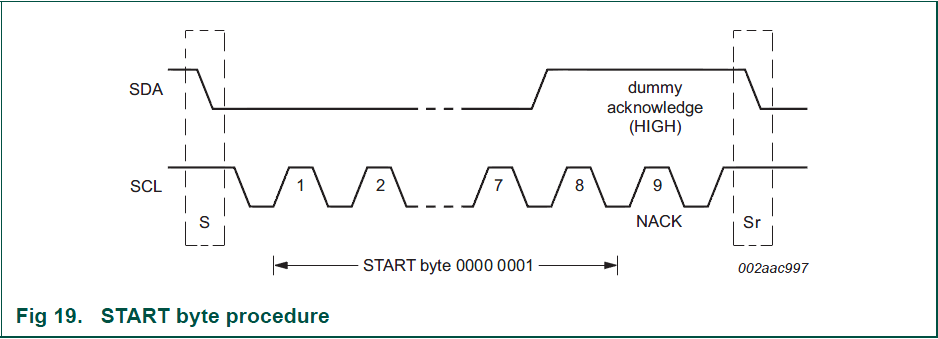 SDA
dummy
acknowledge
(HIGH)
SCL
1
2
7
8
9
S
NACK
Sr
START byte 0000 0001
002aac997
Fig 19. START byte procedure